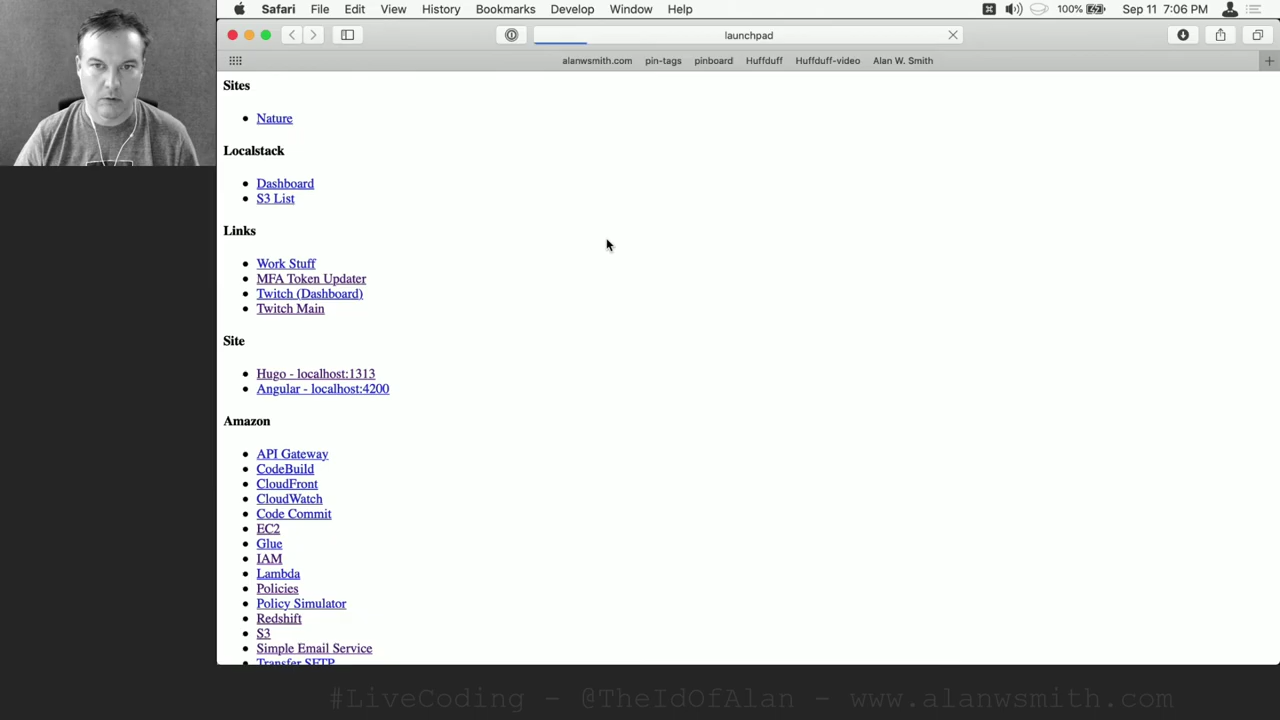 Safari File Edit View History Bookmarks Develop Window Help 100% Sep 11 7:06 PM
launchpad
alanwsmith.com pin-tags pinboard Huffduff Huffduff-video Alan W. Smith
Sites
Nature
Localstack
Dashboard
S3 List
Links
Work Stuff
MFA Token Updater
Twitch (Dashboard)
Twitch Main
Site
Hugo - localhost:1313
Angular - localhost:4200
Amazon
API Gateway
CodeBuild
CloudFront
CloudWatch
Code Commit
EC2
Glue
IAM
Lambda
Policies
Policy Simulator
Redshift
S3
Simple Email Service
Transfer SFTP
#LiveCoding - @TheIdOfAlan - www.alanwsmith.com